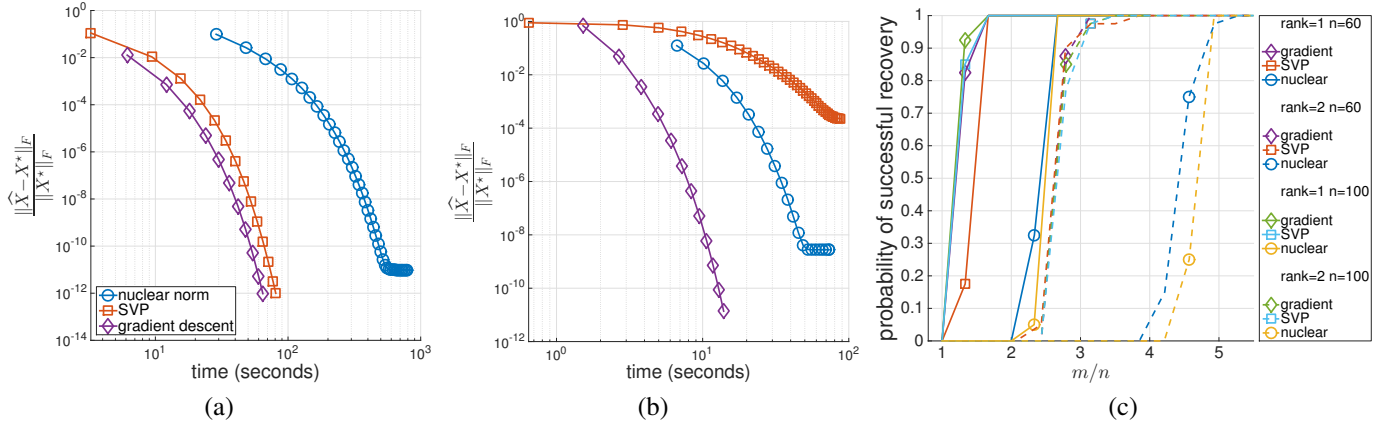 ‖X̂−X⋆‖_F
‖X⋆‖_F
10^0
10^-2
10^-4
10^-6
10^-8
10^-10
10^-12
10^-14
nuclear norm
SVP
gradient descent
10^1 10^2 10^3
time (seconds)
(a)
‖X̂−X⋆‖_F
‖X⋆‖_F
10^0
10^-2
10^-4
10^-6
10^-8
10^-10
10^-12
10^0 10^1 10^2
time (seconds)
(b)
probability of successful recovery
1
0.9
0.8
0.7
0.6
0.5
0.4
0.3
0.2
0.1
0
1 2 3 4 5
m/n
rank=1 n=60
gradient
SVP
nuclear
rank=2 n=60
gradient
SVP
nuclear
rank=1 n=100
gradient
SVP
nuclear
rank=2 n=100
gradient
SVP
nuclear
(c)